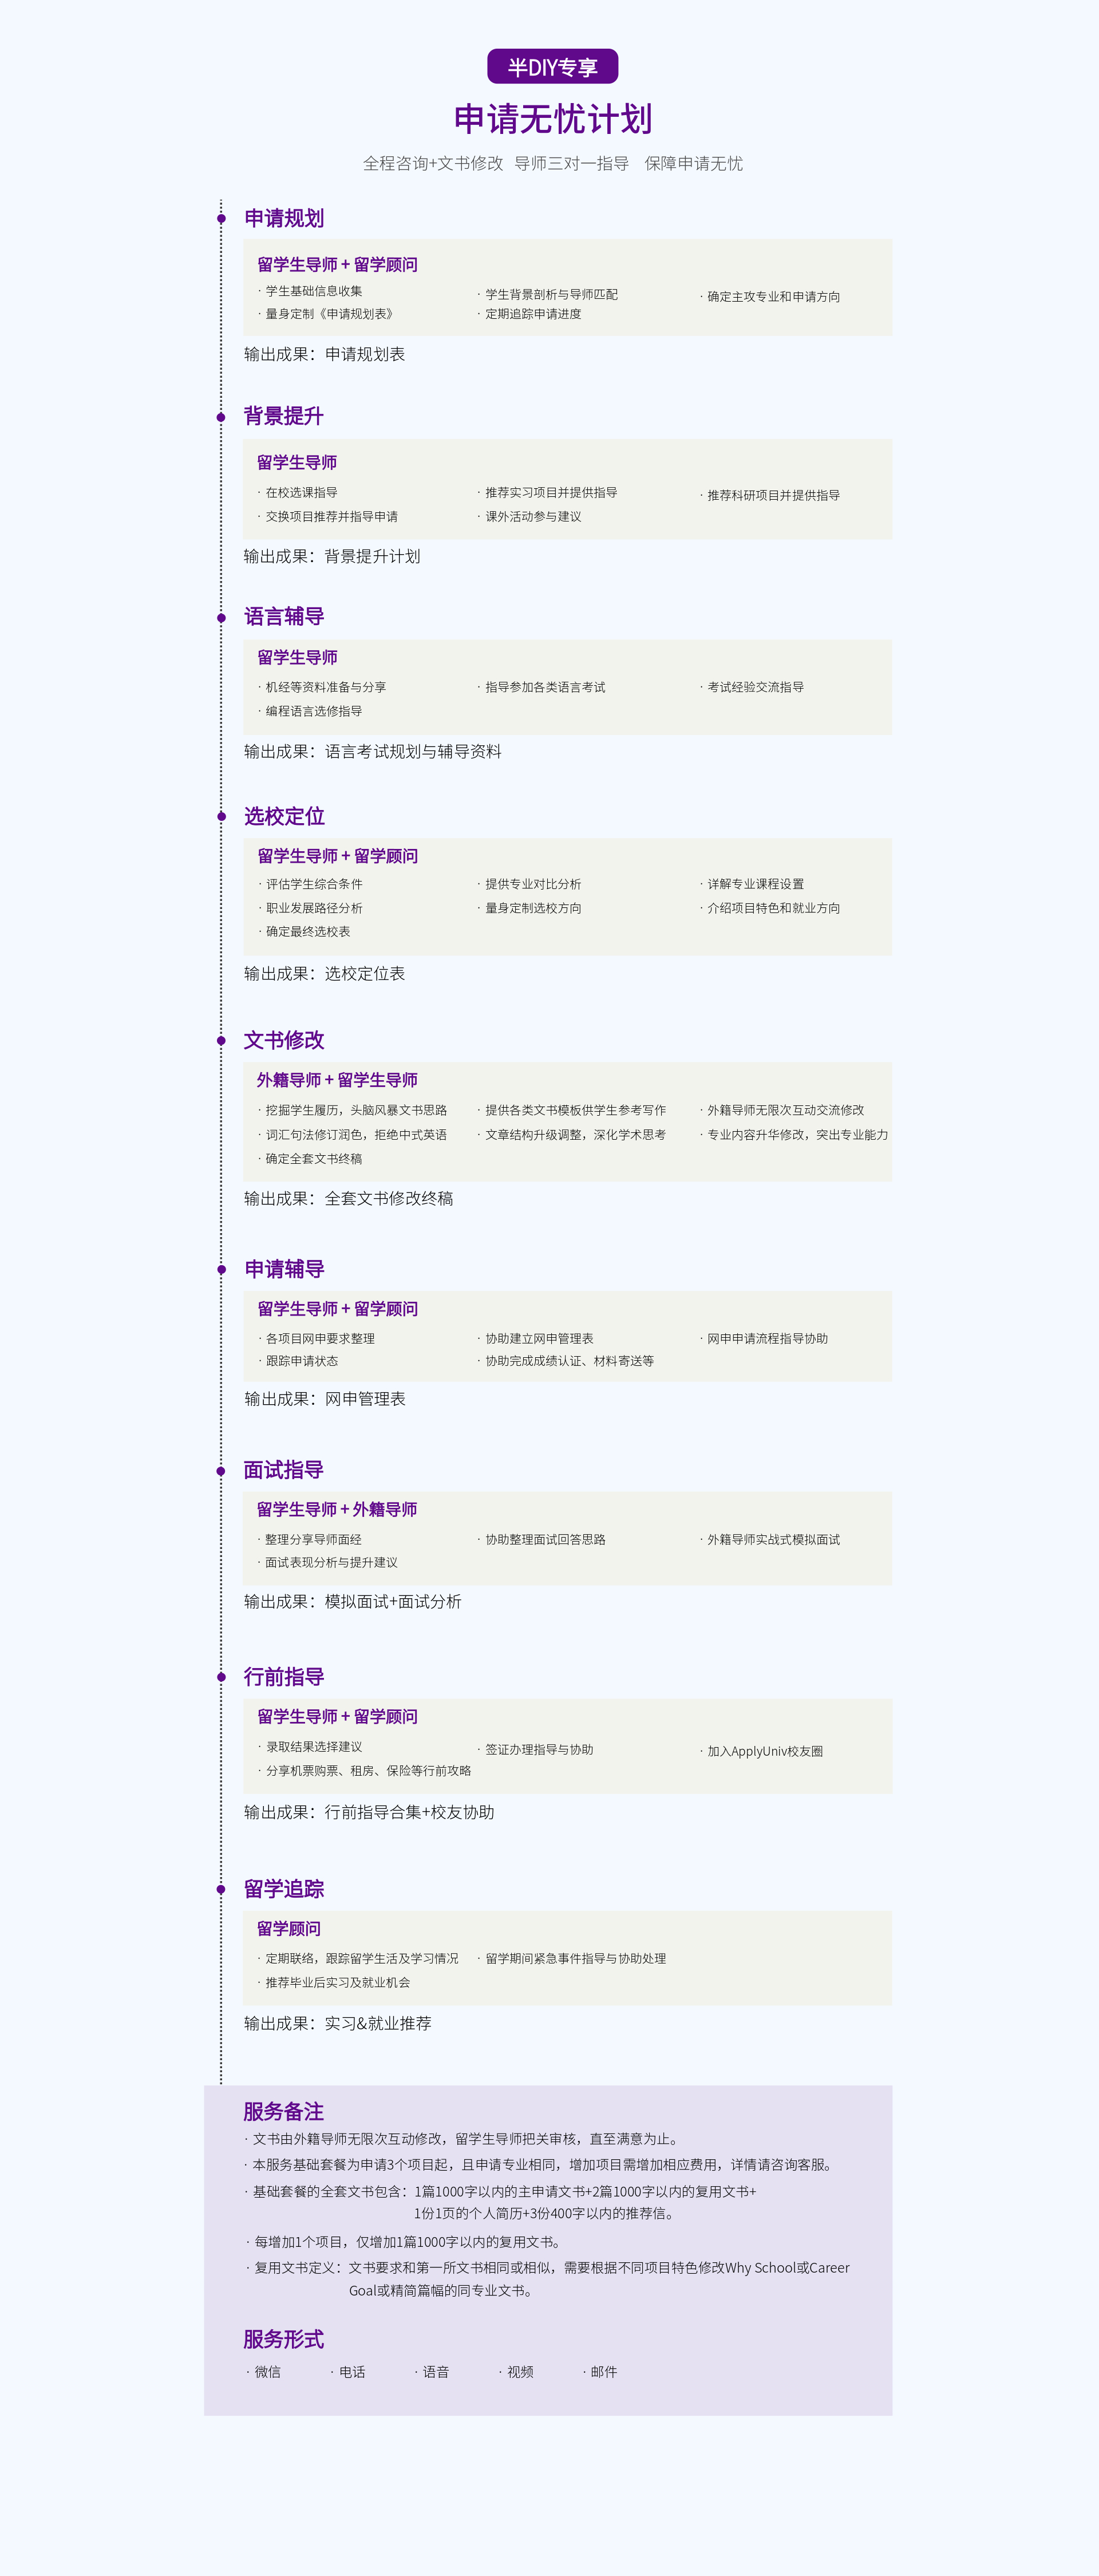 半DIY专享
申请无忧计划
全程咨询+文书修改 导师三对一指导 保障申请无忧
申请规划
留学生导师 + 留学顾问
· 学生基础信息收集 · 学生背景剖析与导师匹配 · 确定主攻专业和申请方向
· 量身定制《申请规划表》 · 定期追踪申请进度
输出成果：申请规划表
背景提升
留学生导师
· 在校选课指导 · 推荐实习项目并提供指导 · 推荐科研项目并提供指导
· 交换项目推荐并指导申请 · 课外活动参与建议
输出成果：背景提升计划
语言辅导
留学生导师
· 机经等资料准备与分享 · 指导参加各类语言考试 · 考试经验交流指导
· 编程语言选修指导
输出成果：语言考试规划与辅导资料
选校定位
留学生导师 + 留学顾问
· 评估学生综合条件 · 提供专业对比分析 · 详解专业课程设置
· 职业发展路径分析 · 量身定制选校方向 · 介绍项目特色和就业方向
· 确定最终选校表
输出成果：选校定位表
文书修改
外籍导师 + 留学生导师
· 挖掘学生履历，头脑风暴文书思路 · 提供各类文书模板供学生参考写作 · 外籍导师无限次互动交流修改
· 词汇句法修订润色，拒绝中式英语 · 文章结构升级调整，深化学术思考 · 专业内容升华修改，突出专业能力
· 确定全套文书终稿
输出成果：全套文书修改终稿
申请辅导
留学生导师 + 留学顾问
· 各项目网申要求整理 · 协助建立网申管理表 · 网申申请流程指导协助
· 跟踪申请状态 · 协助完成成绩认证、材料寄送等
输出成果：网申管理表
面试指导
留学生导师 + 外籍导师
· 整理分享导师面经 · 协助整理面试回答思路 · 外籍导师实战式模拟面试
· 面试表现分析与提升建议
输出成果：模拟面试+面试分析
行前指导
留学生导师 + 留学顾问
· 录取结果选择建议 · 签证办理指导与协助 · 加入ApplyUniv校友圈
· 分享机票购票、租房、保险等行前攻略
输出成果：行前指导合集+校友协助
留学追踪
留学顾问
· 定期联络，跟踪留学生活及学习情况 · 留学期间紧急事件指导与协助处理
· 推荐毕业后实习及就业机会
输出成果：实习&就业推荐
服务备注
· 文书由外籍导师无限次互动修改，留学生导师把关审核，直至满意为止。
· 本服务基础套餐为申请3个项目起，且申请专业相同，增加项目需增加相应费用，详情请咨询客服。
· 基础套餐的全套文书包含：1篇1000字以内的主申请文书+2篇1000字以内的复用文书+
1份1页的个人简历+3份400字以内的推荐信。
· 每增加1个项目，仅增加1篇1000字以内的复用文书。
· 复用文书定义：文书要求和第一所文书相同或相似，需要根据不同项目特色修改Why School或Career
Goal或精简篇幅的同专业文书。
服务形式
· 微信 · 电话 · 语音 · 视频 · 邮件